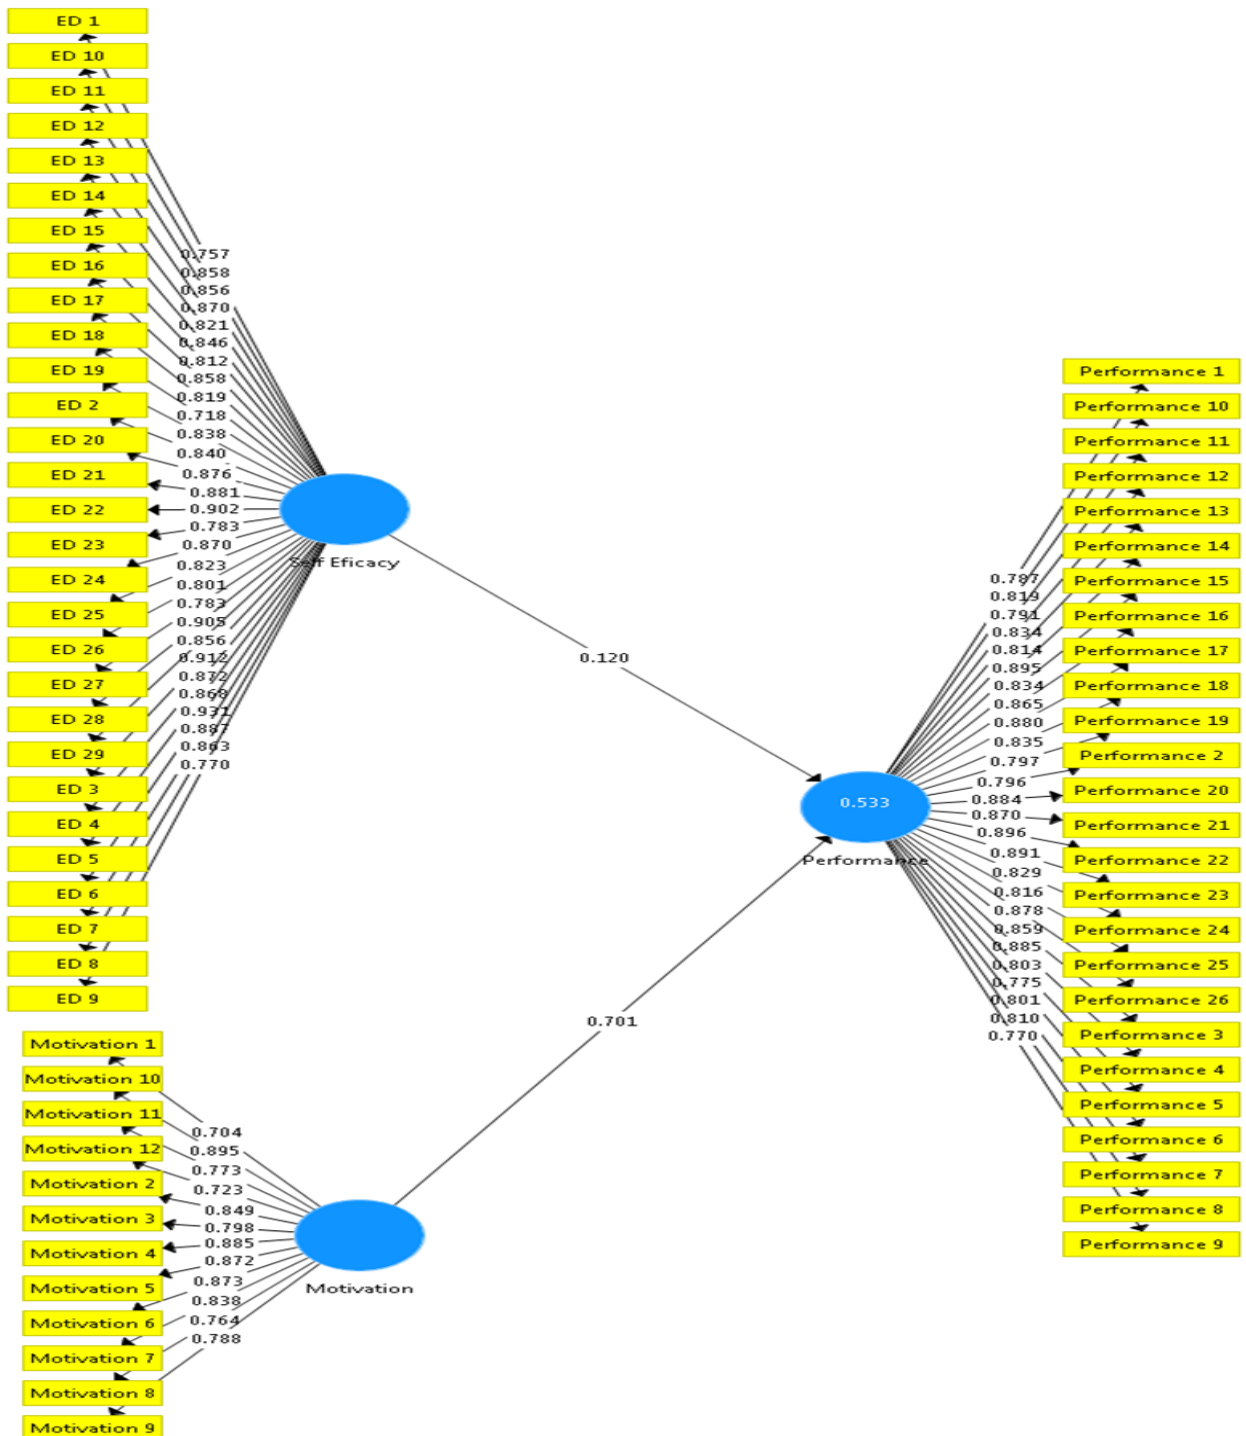 ED 1
ED 10
ED 11
ED 12
ED 13
ED 14
ED 15
ED 16
ED 17
ED 18
ED 19
ED 2
ED 20
ED 21
ED 22
ED 23
ED 24
ED 25
ED 26
ED 27
ED 28
ED 29
ED 3
ED 4
ED 5
ED 6
ED 7
ED 8
ED 9
0.757
0.858
0.856
0.870
0.821
0.846
0.812
0.858
0.819
0.718
0.838
0.840
0.876
0.881
0.902
0.783
0.870
0.823
0.801
0.783
0.905
0.856
0.912
0.872
0.868
0.931
0.887
0.863
0.770
Self Eficacy
0.120
Motivation 1
Motivation 10
Motivation 11
Motivation 12
Motivation 2
Motivation 3
Motivation 4
Motivation 5
Motivation 6
Motivation 7
Motivation 8
Motivation 9
0.704
0.895
0.773
0.723
0.849
0.798
0.885
0.872
0.873
0.838
0.764
0.788
Motivation
0.701
0.533
Performance
0.787
0.819
0.791
0.834
0.814
0.895
0.834
0.865
0.880
0.835
0.797
0.796
0.884
0.870
0.896
0.891
0.829
0.816
0.878
0.859
0.885
0.803
0.775
0.801
0.810
0.770
Performance 1
Performance 10
Performance 11
Performance 12
Performance 13
Performance 14
Performance 15
Performance 16
Performance 17
Performance 18
Performance 19
Performance 2
Performance 20
Performance 21
Performance 22
Performance 23
Performance 24
Performance 25
Performance 26
Performance 3
Performance 4
Performance 5
Performance 6
Performance 7
Performance 8
Performance 9